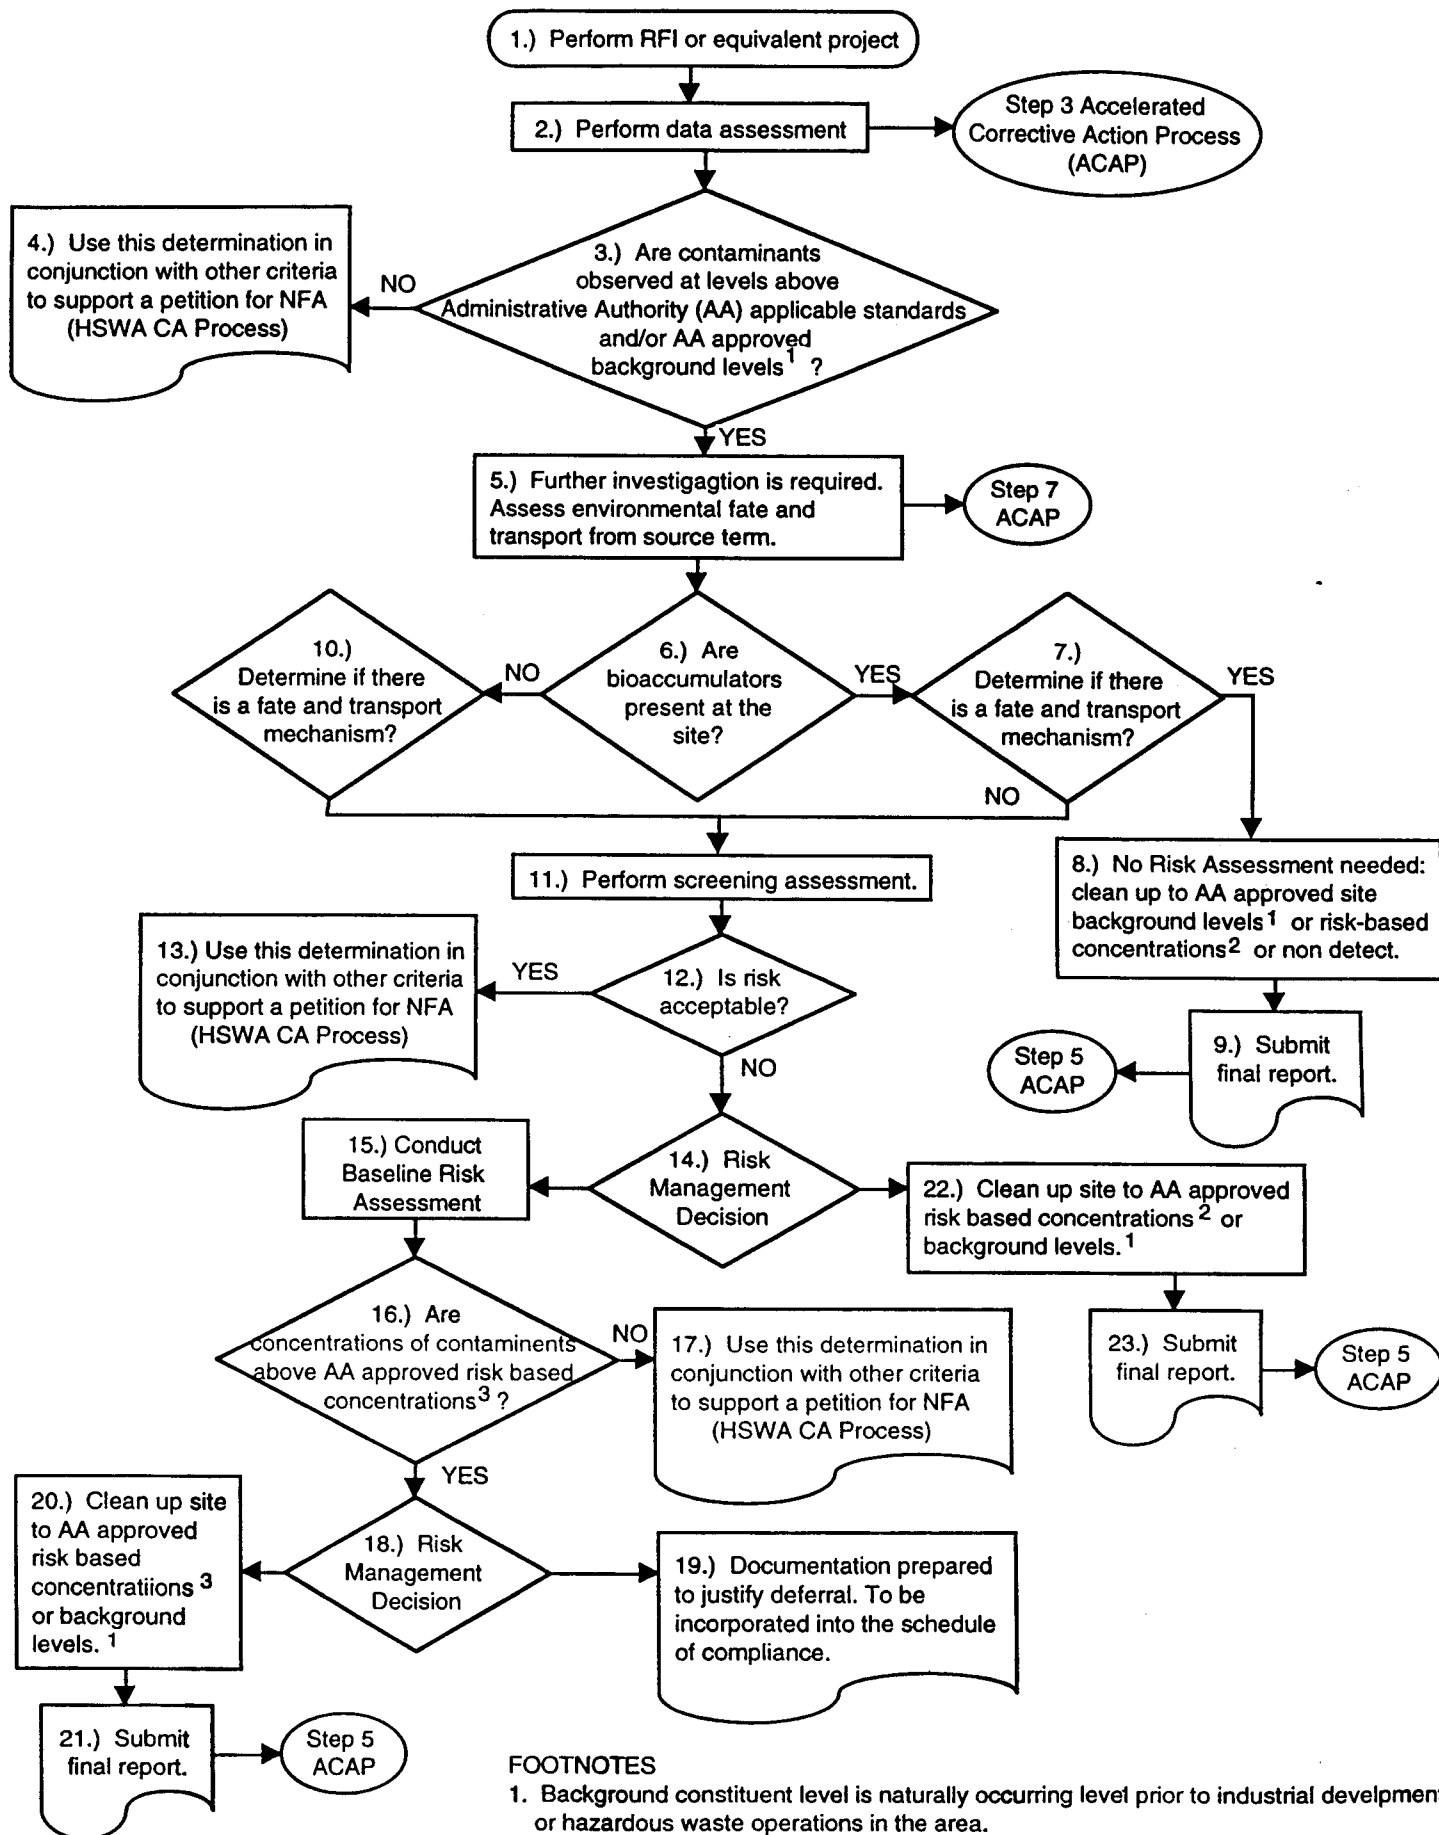 1.) Perform RFI or equivalent project
2.) Perform data assessment
Step 3 Accelerated
Corrective Action Process
(ACAP)
3.) Are contaminants
observed at levels above
Administrative Authority (AA) applicable standards
and/or AA approved
background levels1 ?
NO
4.) Use this determination in
conjunction with other criteria
to support a petition for NFA
(HSWA CA Process)
YES
5.) Further investigagtion is required.
Assess environmental fate and
transport from source term.
Step 7
ACAP
10.)
Determine if there
is a fate and transport
mechanism?
NO
6.) Are
bioaccumulators
present at the
site?
YES
7.)
Determine if there
is a fate and transport
mechanism?
YES
NO
8.) No Risk Assessment needed:
clean up to AA approved site
background levels1 or risk-based
concentrations2 or non detect.
11.) Perform screening assessment.
13.) Use this determination in
conjunction with other criteria
to support a petition for NFA
(HSWA CA Process)
YES
12.) Is risk
acceptable?
NO
9.) Submit
final report.
Step 5
ACAP
15.) Conduct
Baseline Risk
Assessment
14.) Risk
Management
Decision
22.) Clean up site to AA approved
risk based concentrations2 or
background levels.1
16.) Are
concentrations of contaminents
above AA approved risk based
concentrations3 ?
NO
17.) Use this determination in
conjunction with other criteria
to support a petition for NFA
(HSWA CA Process)
23.) Submit
final report.
Step 5
ACAP
YES
20.) Clean up site
to AA approved
risk based
concentratiions3
or background
levels.1
18.) Risk
Management
Decision
19.) Documentation prepared
to justify deferral. To be
incorporated into the schedule
of compliance.
21.) Submit
final report.
Step 5
ACAP
FOOTNOTES
1. Background constituent level is naturally occurring level prior to industrial develpment
or hazardous waste operations in the area.